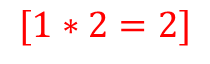 [1 * 2 = 2]